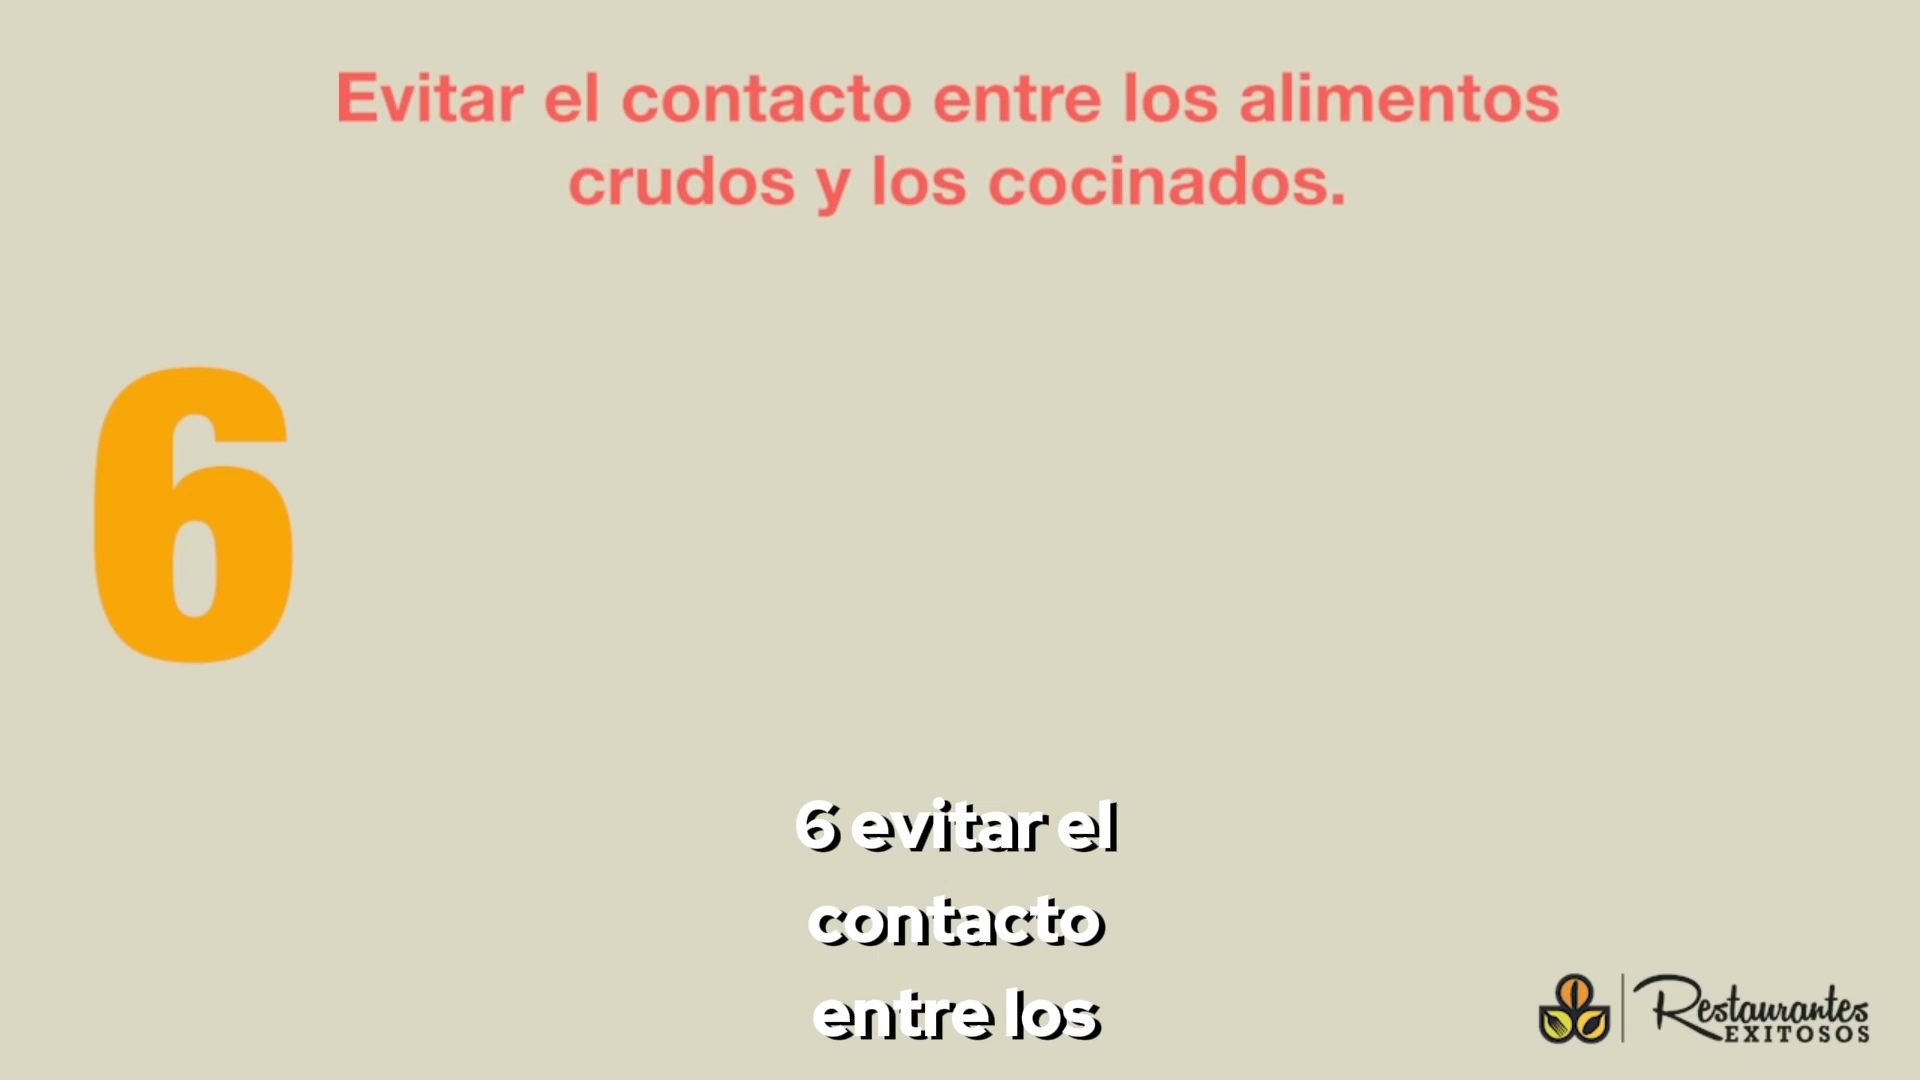 Evitar el contacto entre los alimentos
crudos y los cocinados.
6
6 evitar el
contacto
entre los
Restaurantes
EXITOSOS